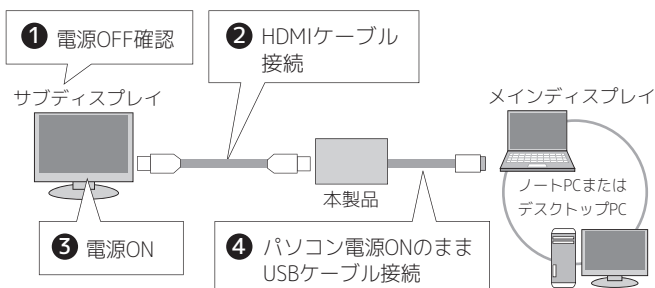 ❶ 電源OFF確認
❷ HDMIケーブル
接続
サブディスプレイ
メインディスプレイ
本製品
ノートPCまたは
デスクトップPC
❸ 電源ON
❹ パソコン電源ONのまま
USBケーブル接続